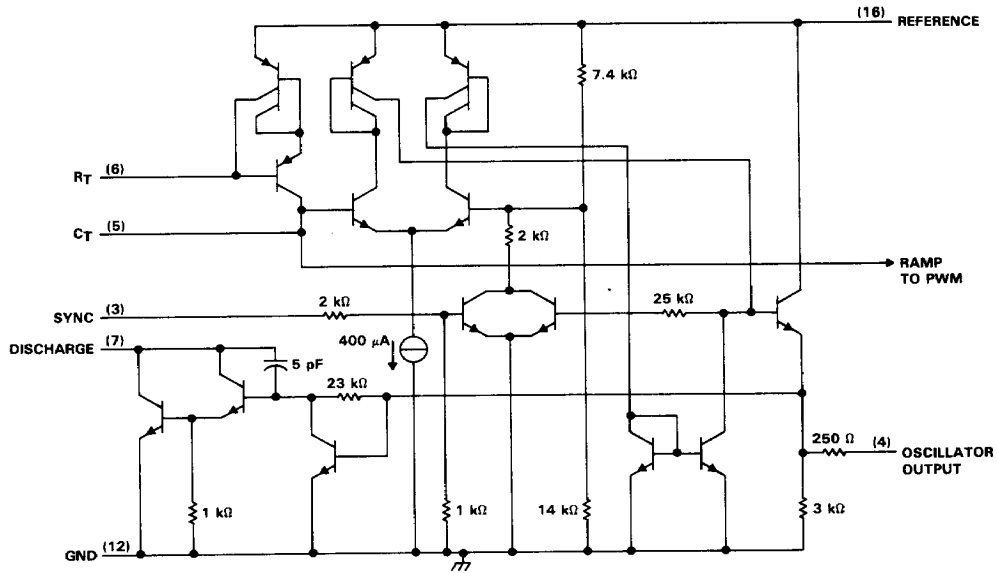 (16) REFERENCE
7.4 kΩ
RT (6)
CT (5)
2 kΩ
RAMP
TO PWM
SYNC (3)
2 kΩ
25 kΩ
DISCHARGE (7)
400 μA
5 pF
23 kΩ
250 Ω
(4) OSCILLATOR
OUTPUT
1 kΩ
1 kΩ
14 kΩ
3 kΩ
GND (12)